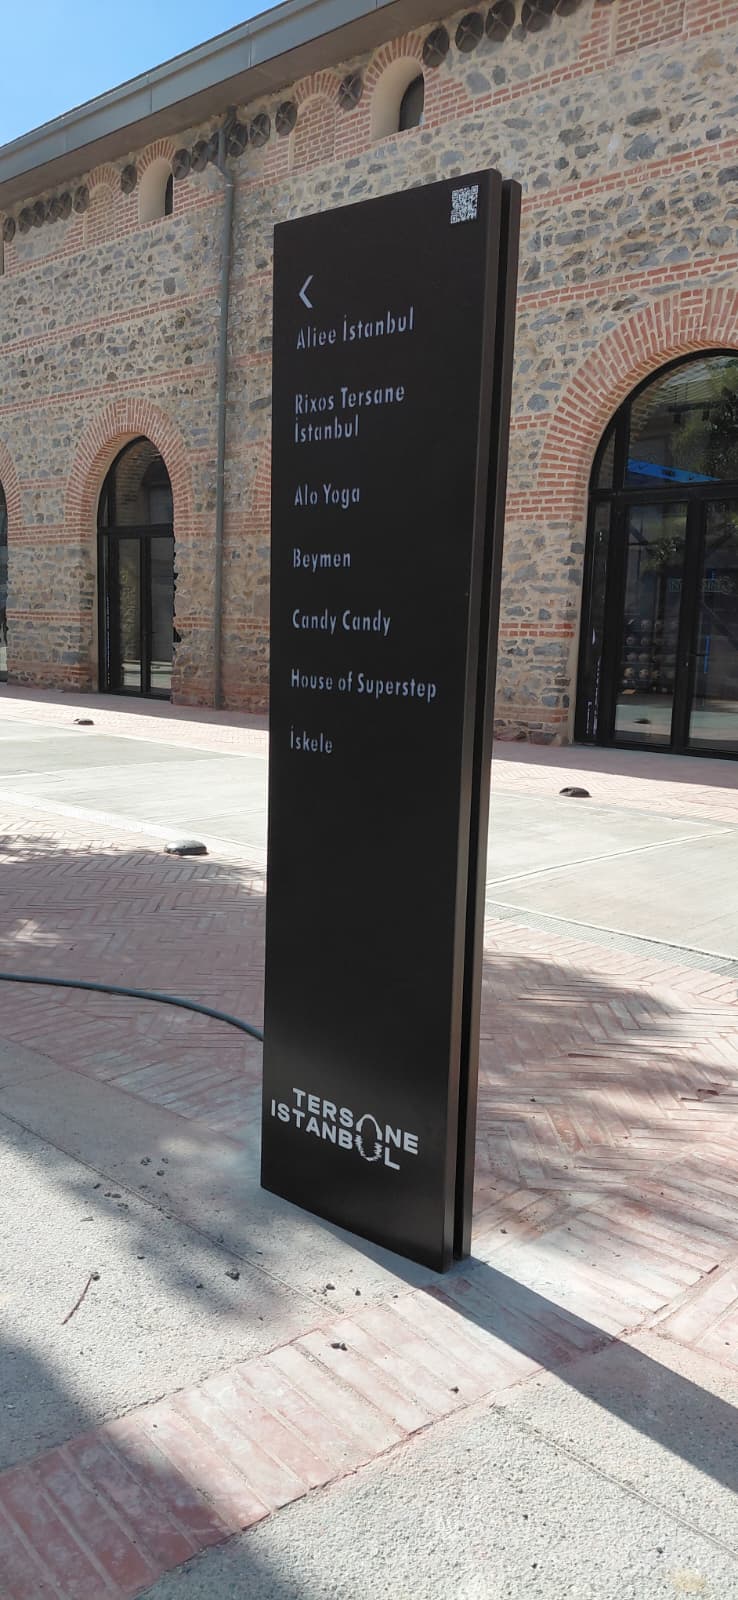 Aliee İstanbul
Rixos Tersane
İstanbul
Alo Yoga
Beymen
Candy Candy
House of Superstep
İskele
TERSANE
ISTANBUL